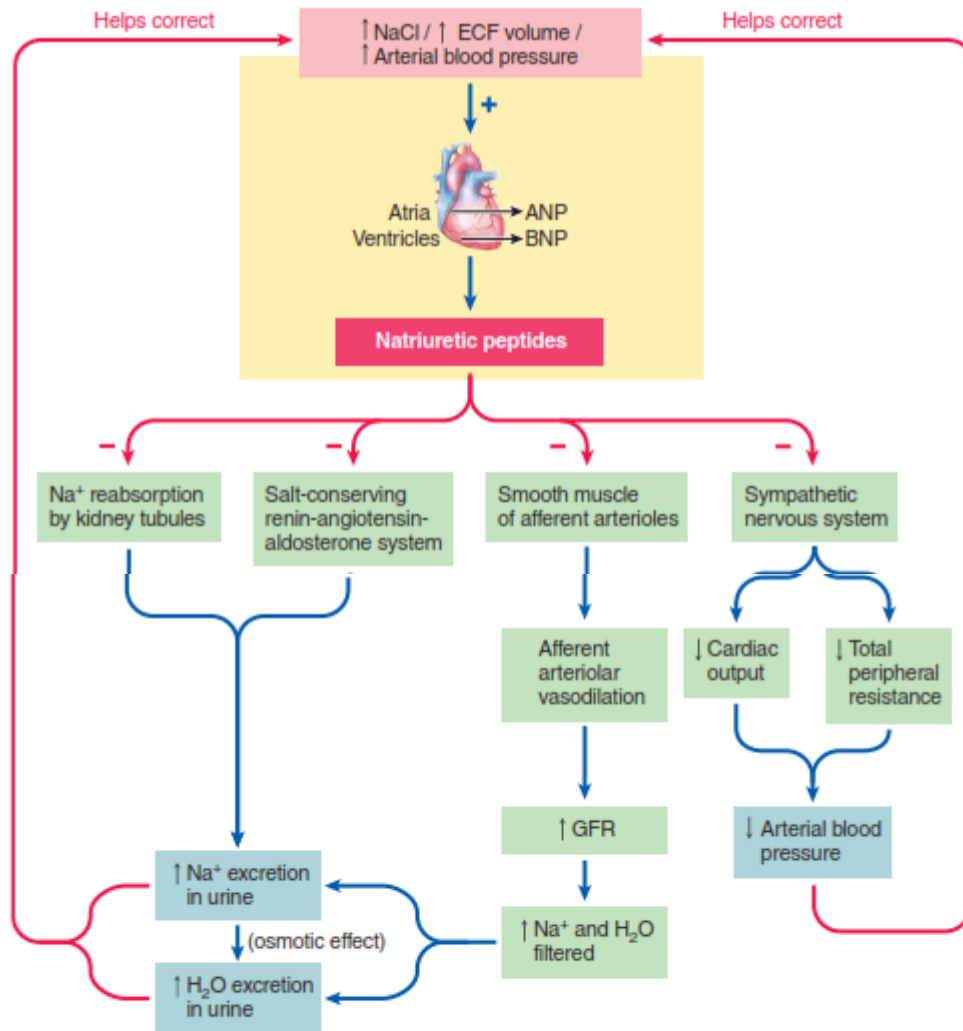 Helps correct
↑ NaCl / ↑ ECF volume /
↑ Arterial blood pressure
Helps correct
+
Atria
ANP
Ventricles
BNP
Natriuretic peptides
–
–
–
–
Na⁺ reabsorption
by kidney tubules
Salt-conserving
renin-angiotensin-
aldosterone system
Smooth muscle
of afferent arterioles
Sympathetic
nervous system
Afferent
arteriolar
vasodilation
↓ Cardiac
output
↓ Total
peripheral
resistance
↑ GFR
↓ Arterial blood
pressure
↑ Na⁺ excretion
in urine
(osmotic effect)
↑ Na⁺ and H₂O
filtered
↑ H₂O excretion
in urine